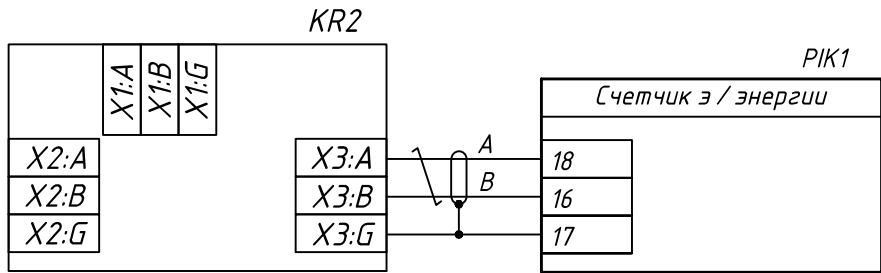 KR2
PIK1
X1:A
X1:B
X1:G
Счетчик э / энергии
X2:A
X2:B
X2:G
X3:A
X3:B
X3:G
A
B
18
16
17